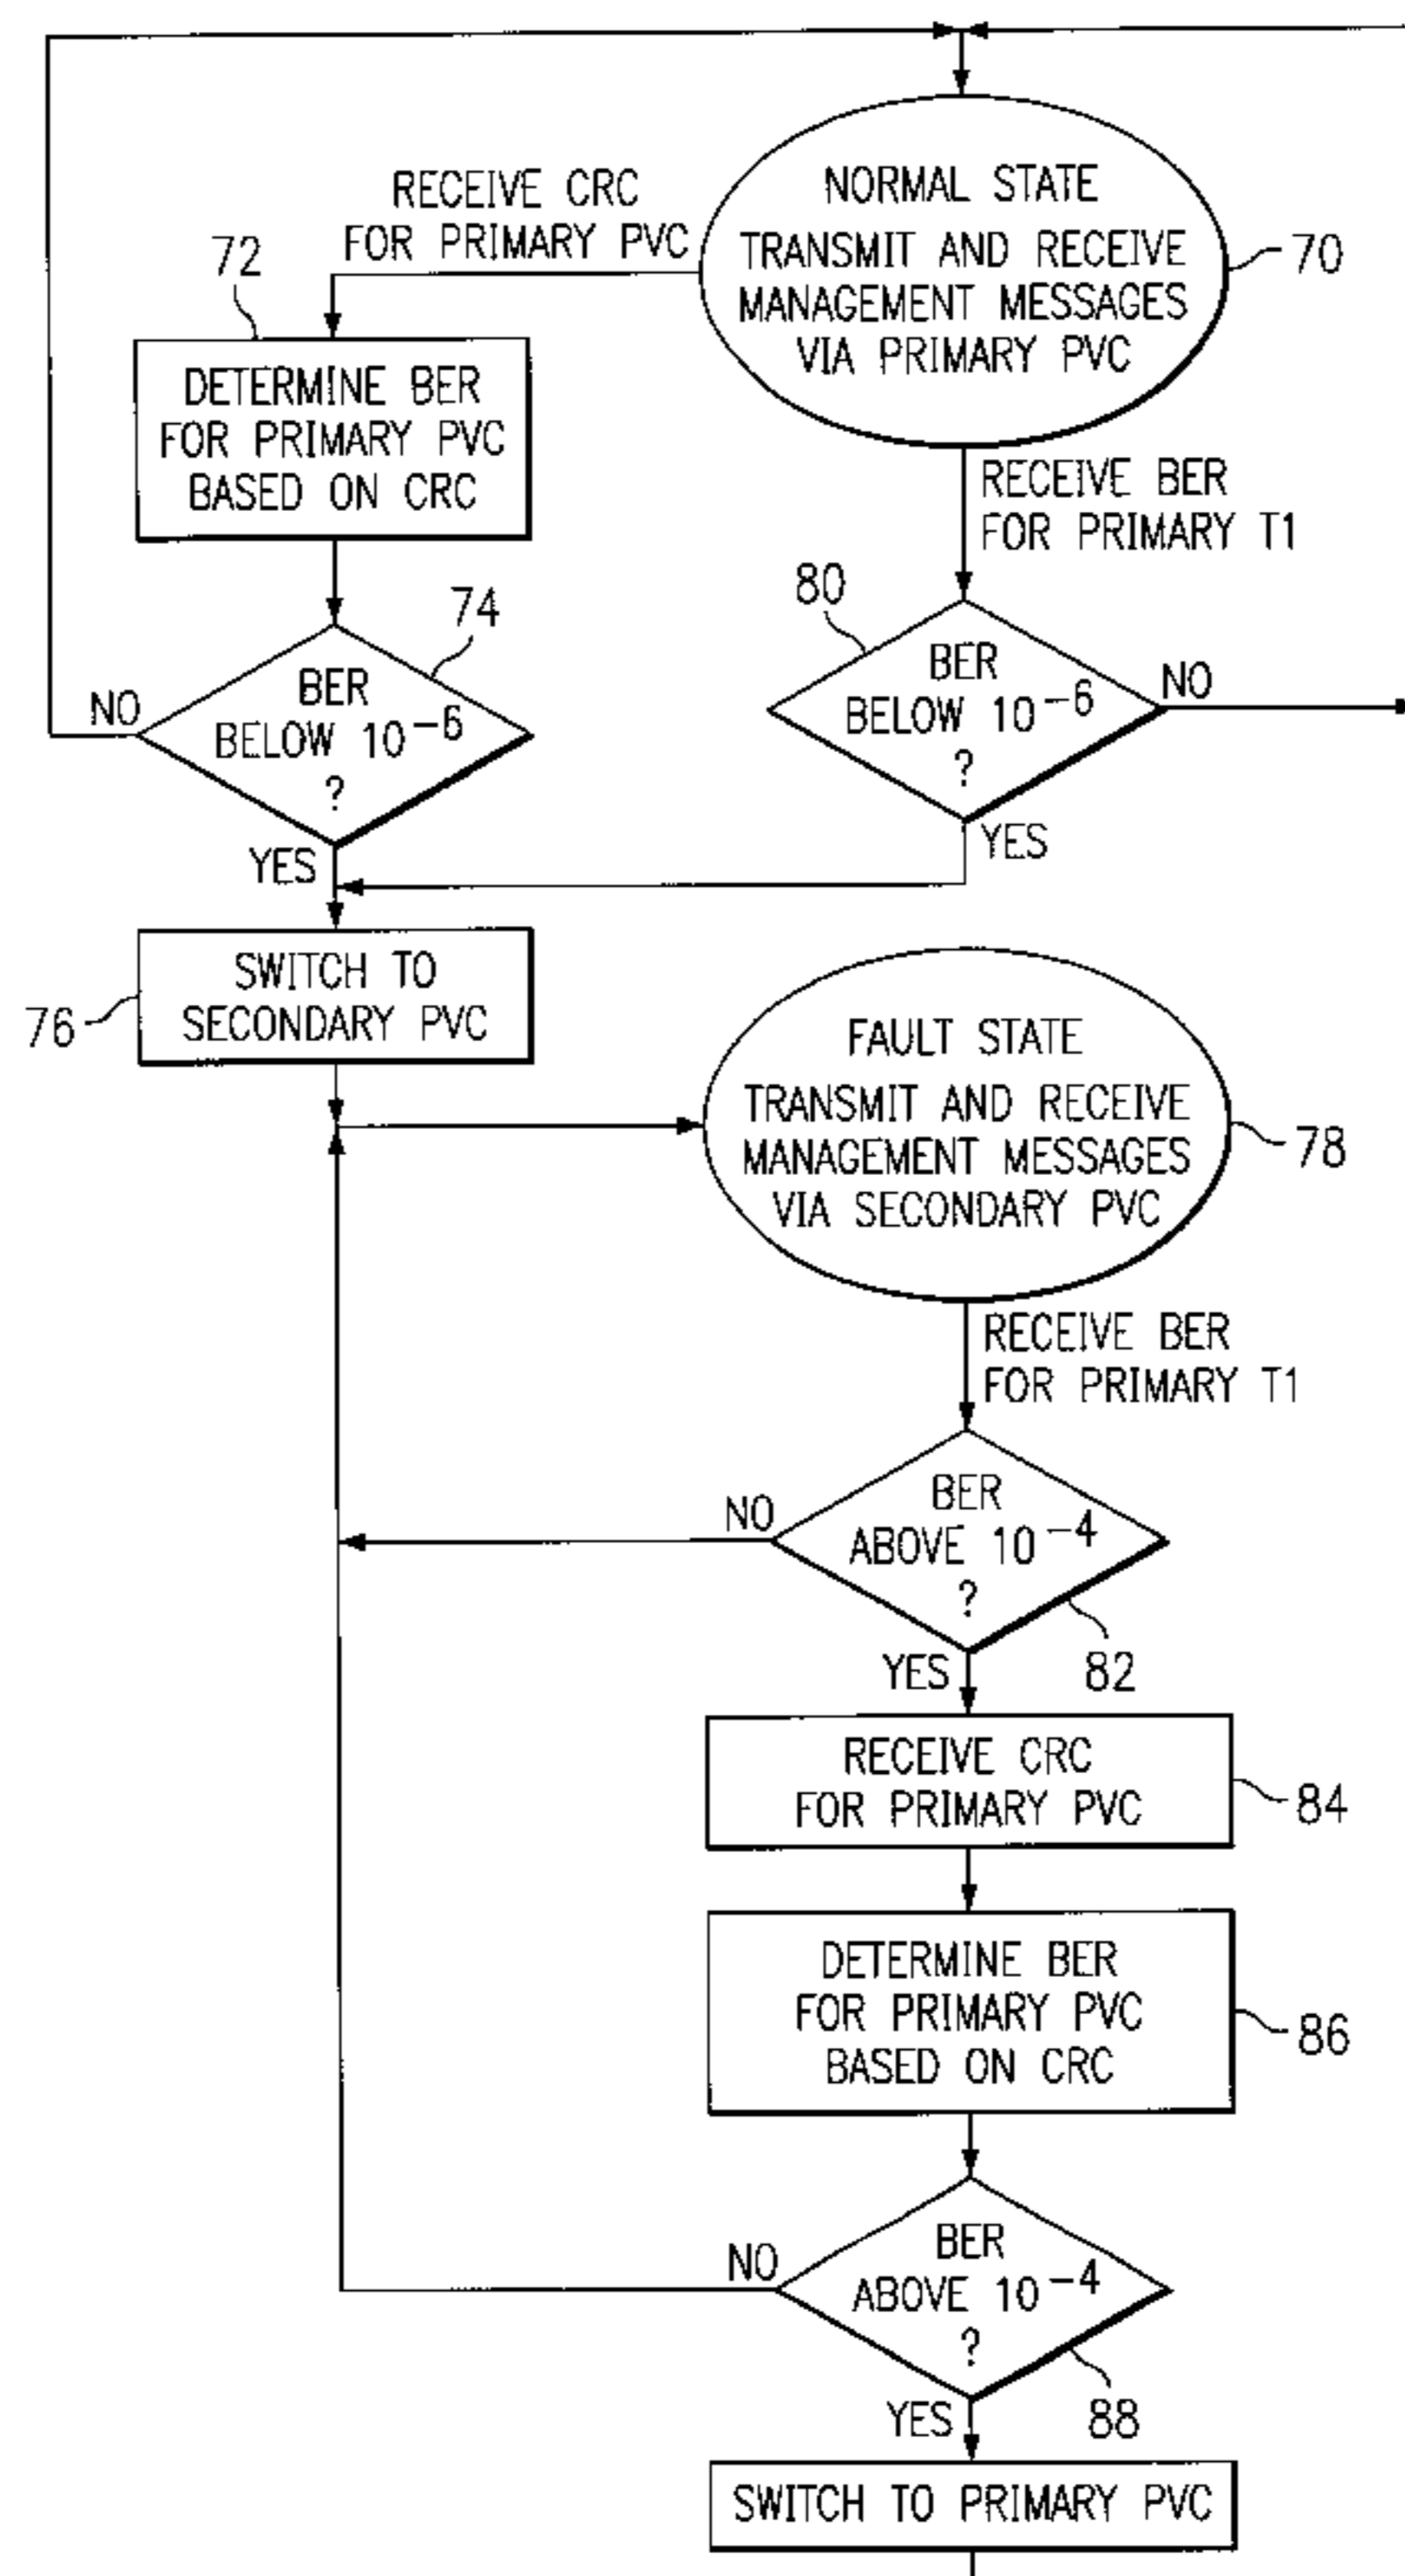 NORMAL STATE
TRANSMIT AND RECEIVE
MANAGEMENT MESSAGES
VIA PRIMARY PVC
70
RECEIVE CRC
FOR PRIMARY PVC
72
DETERMINE BER
FOR PRIMARY PVC
BASED ON CRC
RECEIVE BER
FOR PRIMARY T1
74
BER
BELOW 10⁻⁶
?
NO
YES
80
BER
BELOW 10⁻⁶
?
NO
YES
SWITCH TO
SECONDARY PVC
76
FAULT STATE
TRANSMIT AND RECEIVE
MANAGEMENT MESSAGES
VIA SECONDARY PVC
78
RECEIVE BER
FOR PRIMARY T1
BER
ABOVE 10⁻⁴
?
NO
YES
82
RECEIVE CRC
FOR PRIMARY PVC
84
DETERMINE BER
FOR PRIMARY PVC
BASED ON CRC
86
BER
ABOVE 10⁻⁴
?
NO
YES
88
SWITCH TO PRIMARY PVC